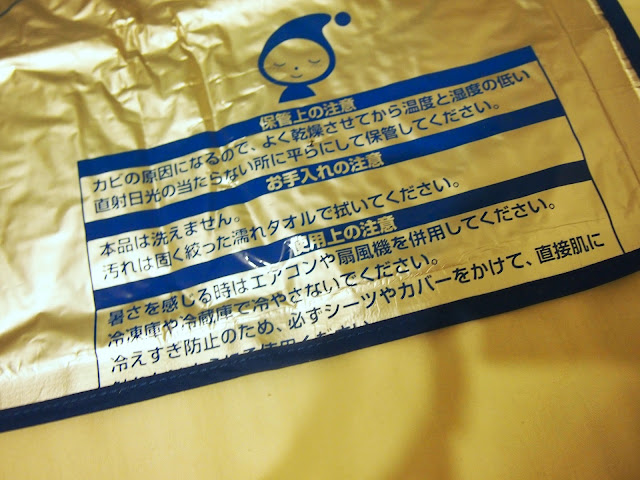 保管上の注意
カビの原因になるので、よく乾燥させてから温度と湿度の低い
直射日光の当たらない所に平らにして保管してください。
お手入れの注意
本品は洗えません。
汚れは固く絞った濡れタオルで拭いてください。
使用上の注意
暑さを感じる時はエアコンや扇風機を併用してください。
冷凍庫や冷蔵庫で冷やさないでください。
冷えすぎ防止のため、必ずシーツやカバーをかけて、直接肌に